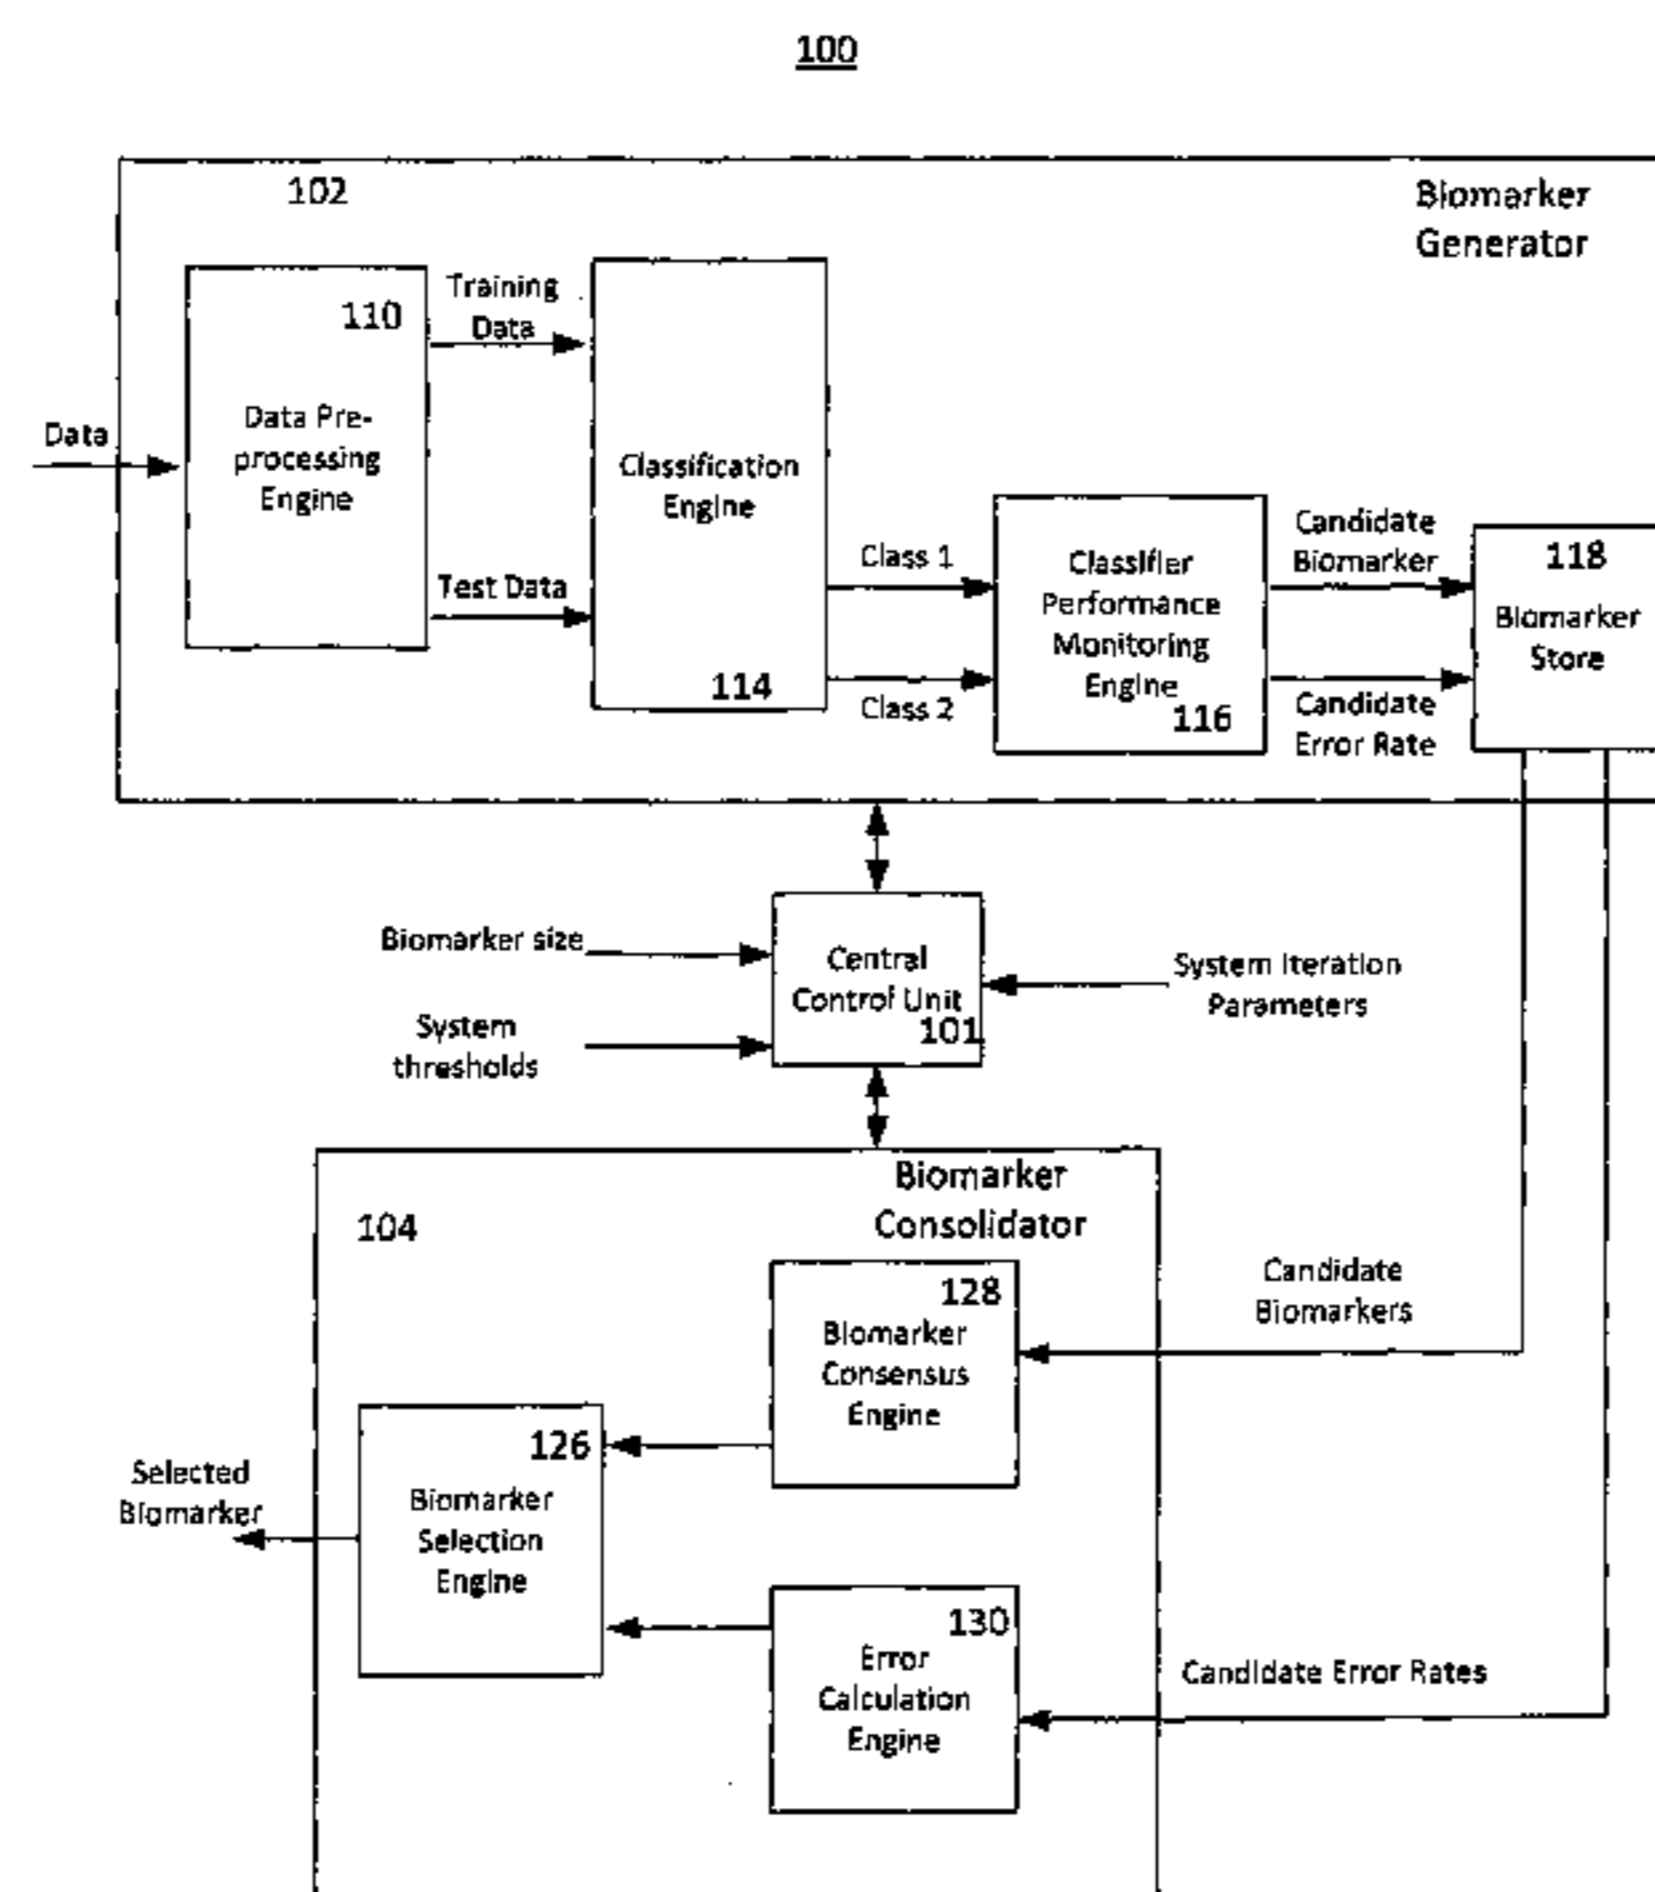 100
102
Biomarker
Generator
110
Data Pre-
processing
Engine
Data
Training
Data
Test Data
Classification
Engine
114
Class 1
Class 2
Classifier
Performance
Monitoring
Engine
116
Candidate
Biomarker
Candidate
Error Rate
118
Biomarker
Store
Biomarker size
System
thresholds
Central
Control Unit
101
System Iteration
Parameters
Biomarker
Consolidator
104
128
Biomarker
Consensus
Engine
Candidate
Biomarkers
126
Biomarker
Selection
Engine
Selected
Biomarker
130
Error
Calculation
Engine
Candidate Error Rates